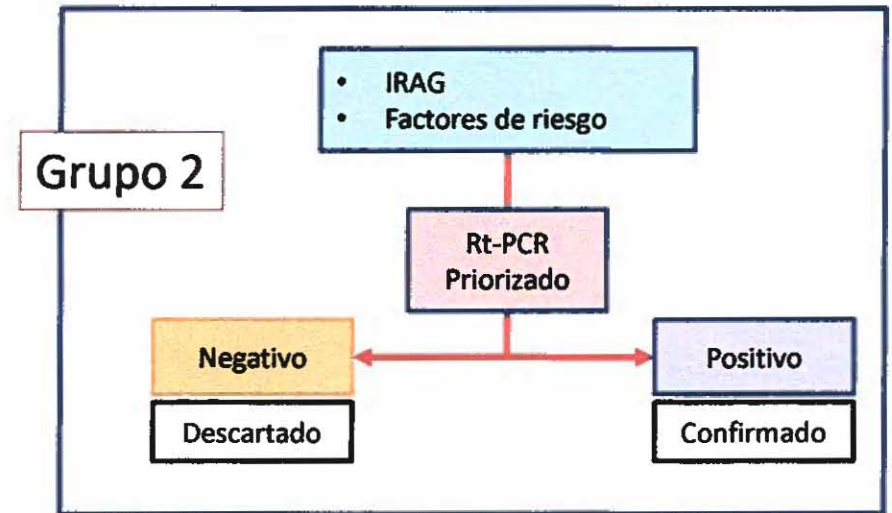 • IRAG
• Factores de riesgo
Grupo 2
Rt-PCR
Priorizado
Negativo
Positivo
Descartado
Confirmado